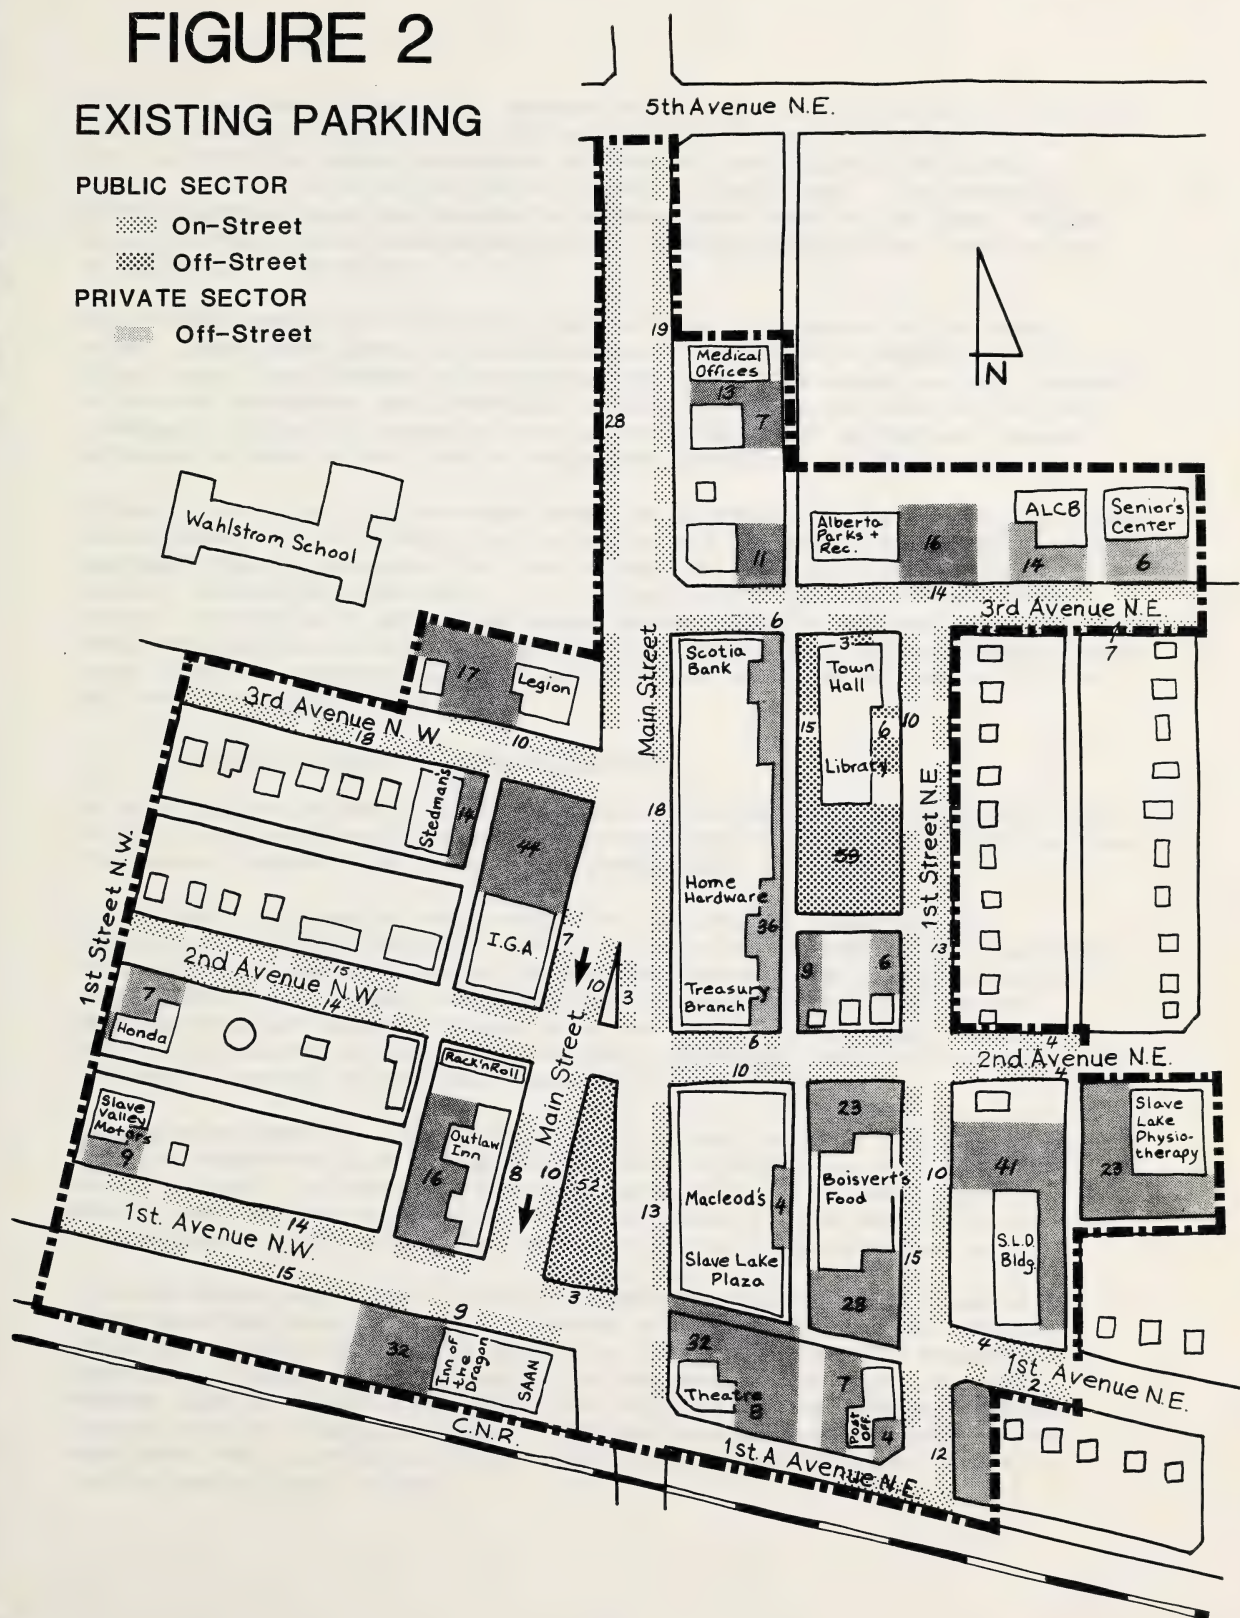 FIGURE 2
EXISTING PARKING
PUBLIC SECTOR
On-Street
Off-Street
PRIVATE SECTOR
Off-Street
5th Avenue N.E.
N
19
28
Medical
Offices
13
7
11
Wahlstrom School
Alberta
Parks +
Rec.
16
ALCB
14
Senior's
Center
6
14
3rd Avenue N.E.
7
6
Main Street
17
Legion
3rd Avenue N.W.
18
10
Scotia
Bank
3
Town
Hall
15
6
10
Library
59
18
Home
Hardware
36
Treasury
Branch
6
1st Street N.E.
13
9
6
Stedman's
14
44
I.G.A.
7
10
3
1st Street N.W.
2nd Avenue N.W.
15
14
7
Honda
Rack'n Roll
Main Street
4
2nd Avenue N.E.
4
10
23
Slave
Valley
Motors
9
Outlaw
Inn
16
8
10
52
3
13
Macleod's
4
Slave Lake
Plaza
Boisvert's
Food
28
10
15
41
S.L.D.
Bldg.
23
Slave
Lake
Physio-
therapy
1st. Avenue N.W.
14
15
9
32
Inn of
the
Dragon
SAAN
C.N.R.
32
Theatre
8
7
Post
Off.
4
4
1st. Avenue N.E.
2
12
1st. A Avenue N.E.